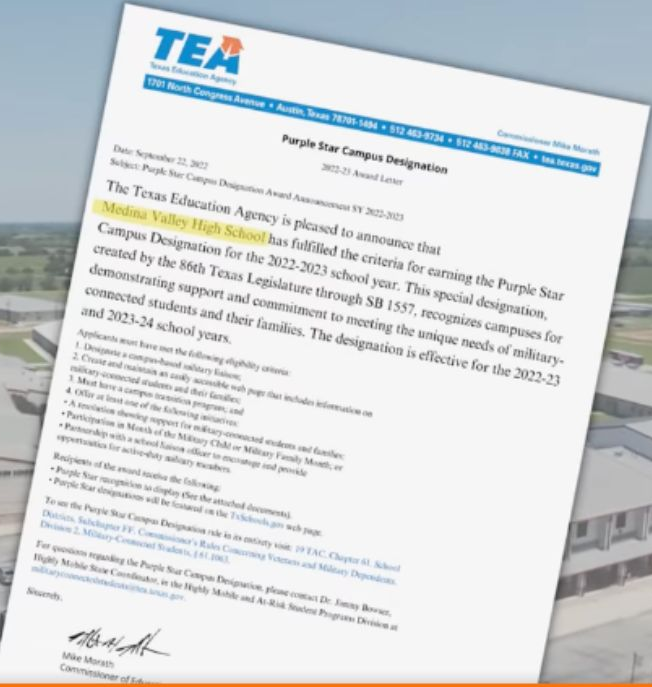 TEA
Texas Education Agency
1701 North Congress Avenue • Austin, Texas 78701-1494 • 512 463-9734 • 512 463-9838 FAX • tea.texas.gov
Commissioner Mike Morath
Purple Star Campus Designation
2022-23 Award Letter
Date: September 22, 2022
Subject: Purple Star Campus Designation Award Announcement SY 2022-2023
The Texas Education Agency is pleased to announce that
Medina Valley High School has fulfilled the criteria for earning the Purple Star
Campus Designation for the 2022-2023 school year. This special designation,
created by the 86th Texas Legislature through SB 1557, recognizes campuses for
demonstrating support and commitment to meeting the unique needs of military-
connected students and their families. The designation is effective for the 2022-23
and 2023-24 school years.
Applicants must have met the following eligibility criteria:
1. Designate a campus-based military liaison;
2. Create and maintain an easily accessible web page that includes information on
military-connected students and their families;
3. Must have a campus transition program; and
4. Offer at least one of the following initiatives:
• A resolution showing support for military-connected students and families;
• Participation in Month of the Military Child or Military Family Month; or
• Partnership with a school liaison officer to encourage and provide
opportunities for active-duty military members.
Recipients of the award receive the following:
• Purple Star recognition to display (See the attached documents).
• Purple Star designations will be featured on the TxSchools.gov web page.
To see the Purple Star Campus Designation rule in its entirety visit: 19 TAC, Chapter 61. School
Districts, Subchapter FF. Commissioner's Rules Concerning Veterans and Military Dependents,
Division 2, Military-Connected Students, §61.1063.
For questions regarding the Purple Star Campus Designation, please contact Dr. Jimmy Bowser,
Highly Mobile State Coordinator, in the Highly Mobile and At-Risk Student Programs Division at
militaryconnectedstudents@tea.texas.gov.
Sincerely,
Mike Morath
Commissioner of